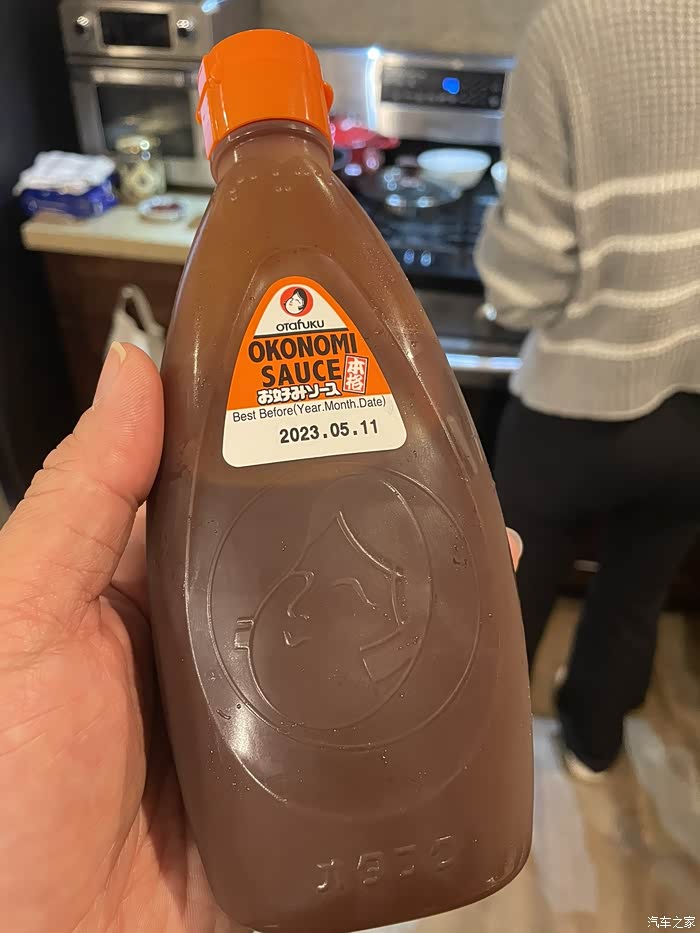 OTAFUKU
OKONOMI
SAUCE
本格
お好みソース
Best Before(Year.Month.Date)
2023.05.11
オタフク
汽车之家